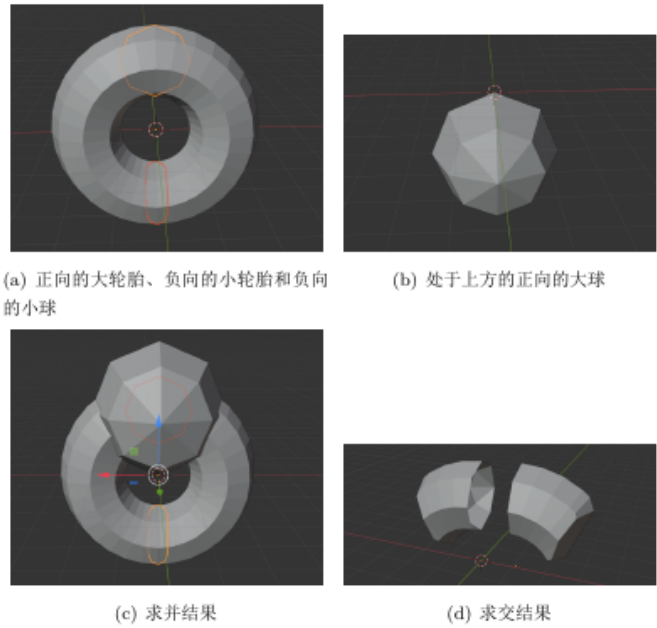 (a) 正向的大轮胎、负向的小轮胎和负向
的小球
(b) 处于上方的正向的大球
(c) 求并结果
(d) 求交结果